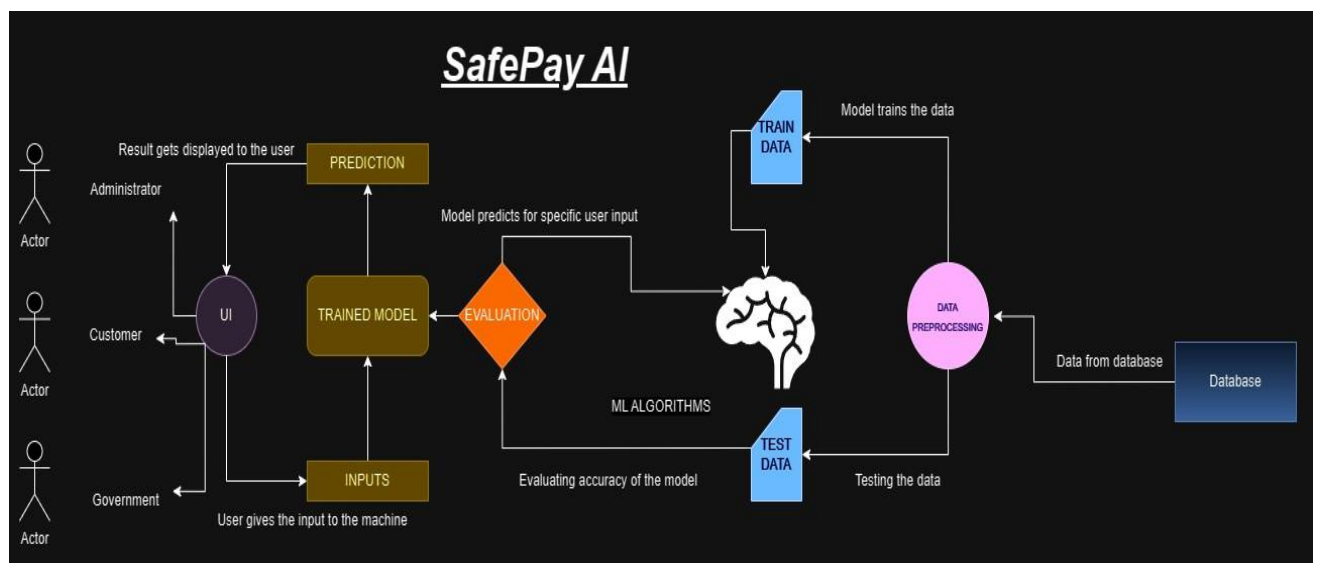 SafePay AI
Model trains the data
TRAIN
DATA
Result gets displayed to the user
PREDICTION
Administrator
Actor
Model predicts for specific user input
UI
TRAINED MODEL
EVALUATION
DATA
PREPROCESSING
Customer
Actor
Data from database
Database
ML ALGORITHMS
TEST
DATA
INPUTS
Evaluating accuracy of the model
Testing the data
Government
User gives the input to the machine
Actor